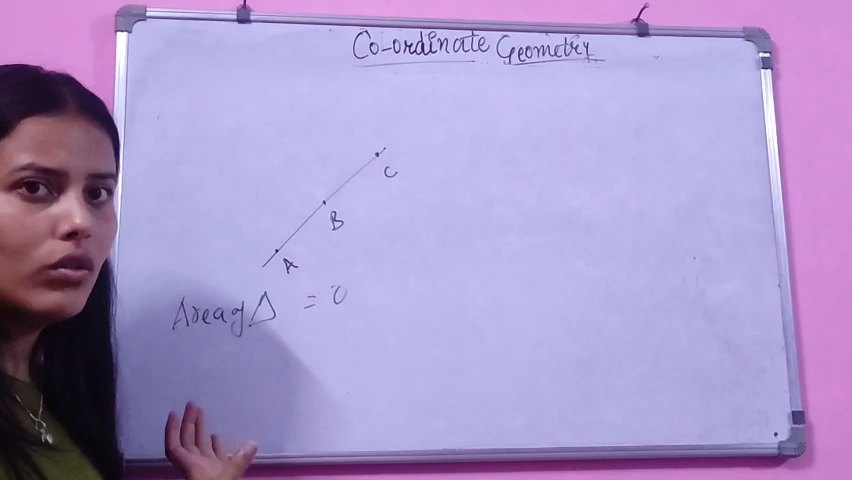 Co-ordinate Geometry
C
B
A
Area of Δ = 0